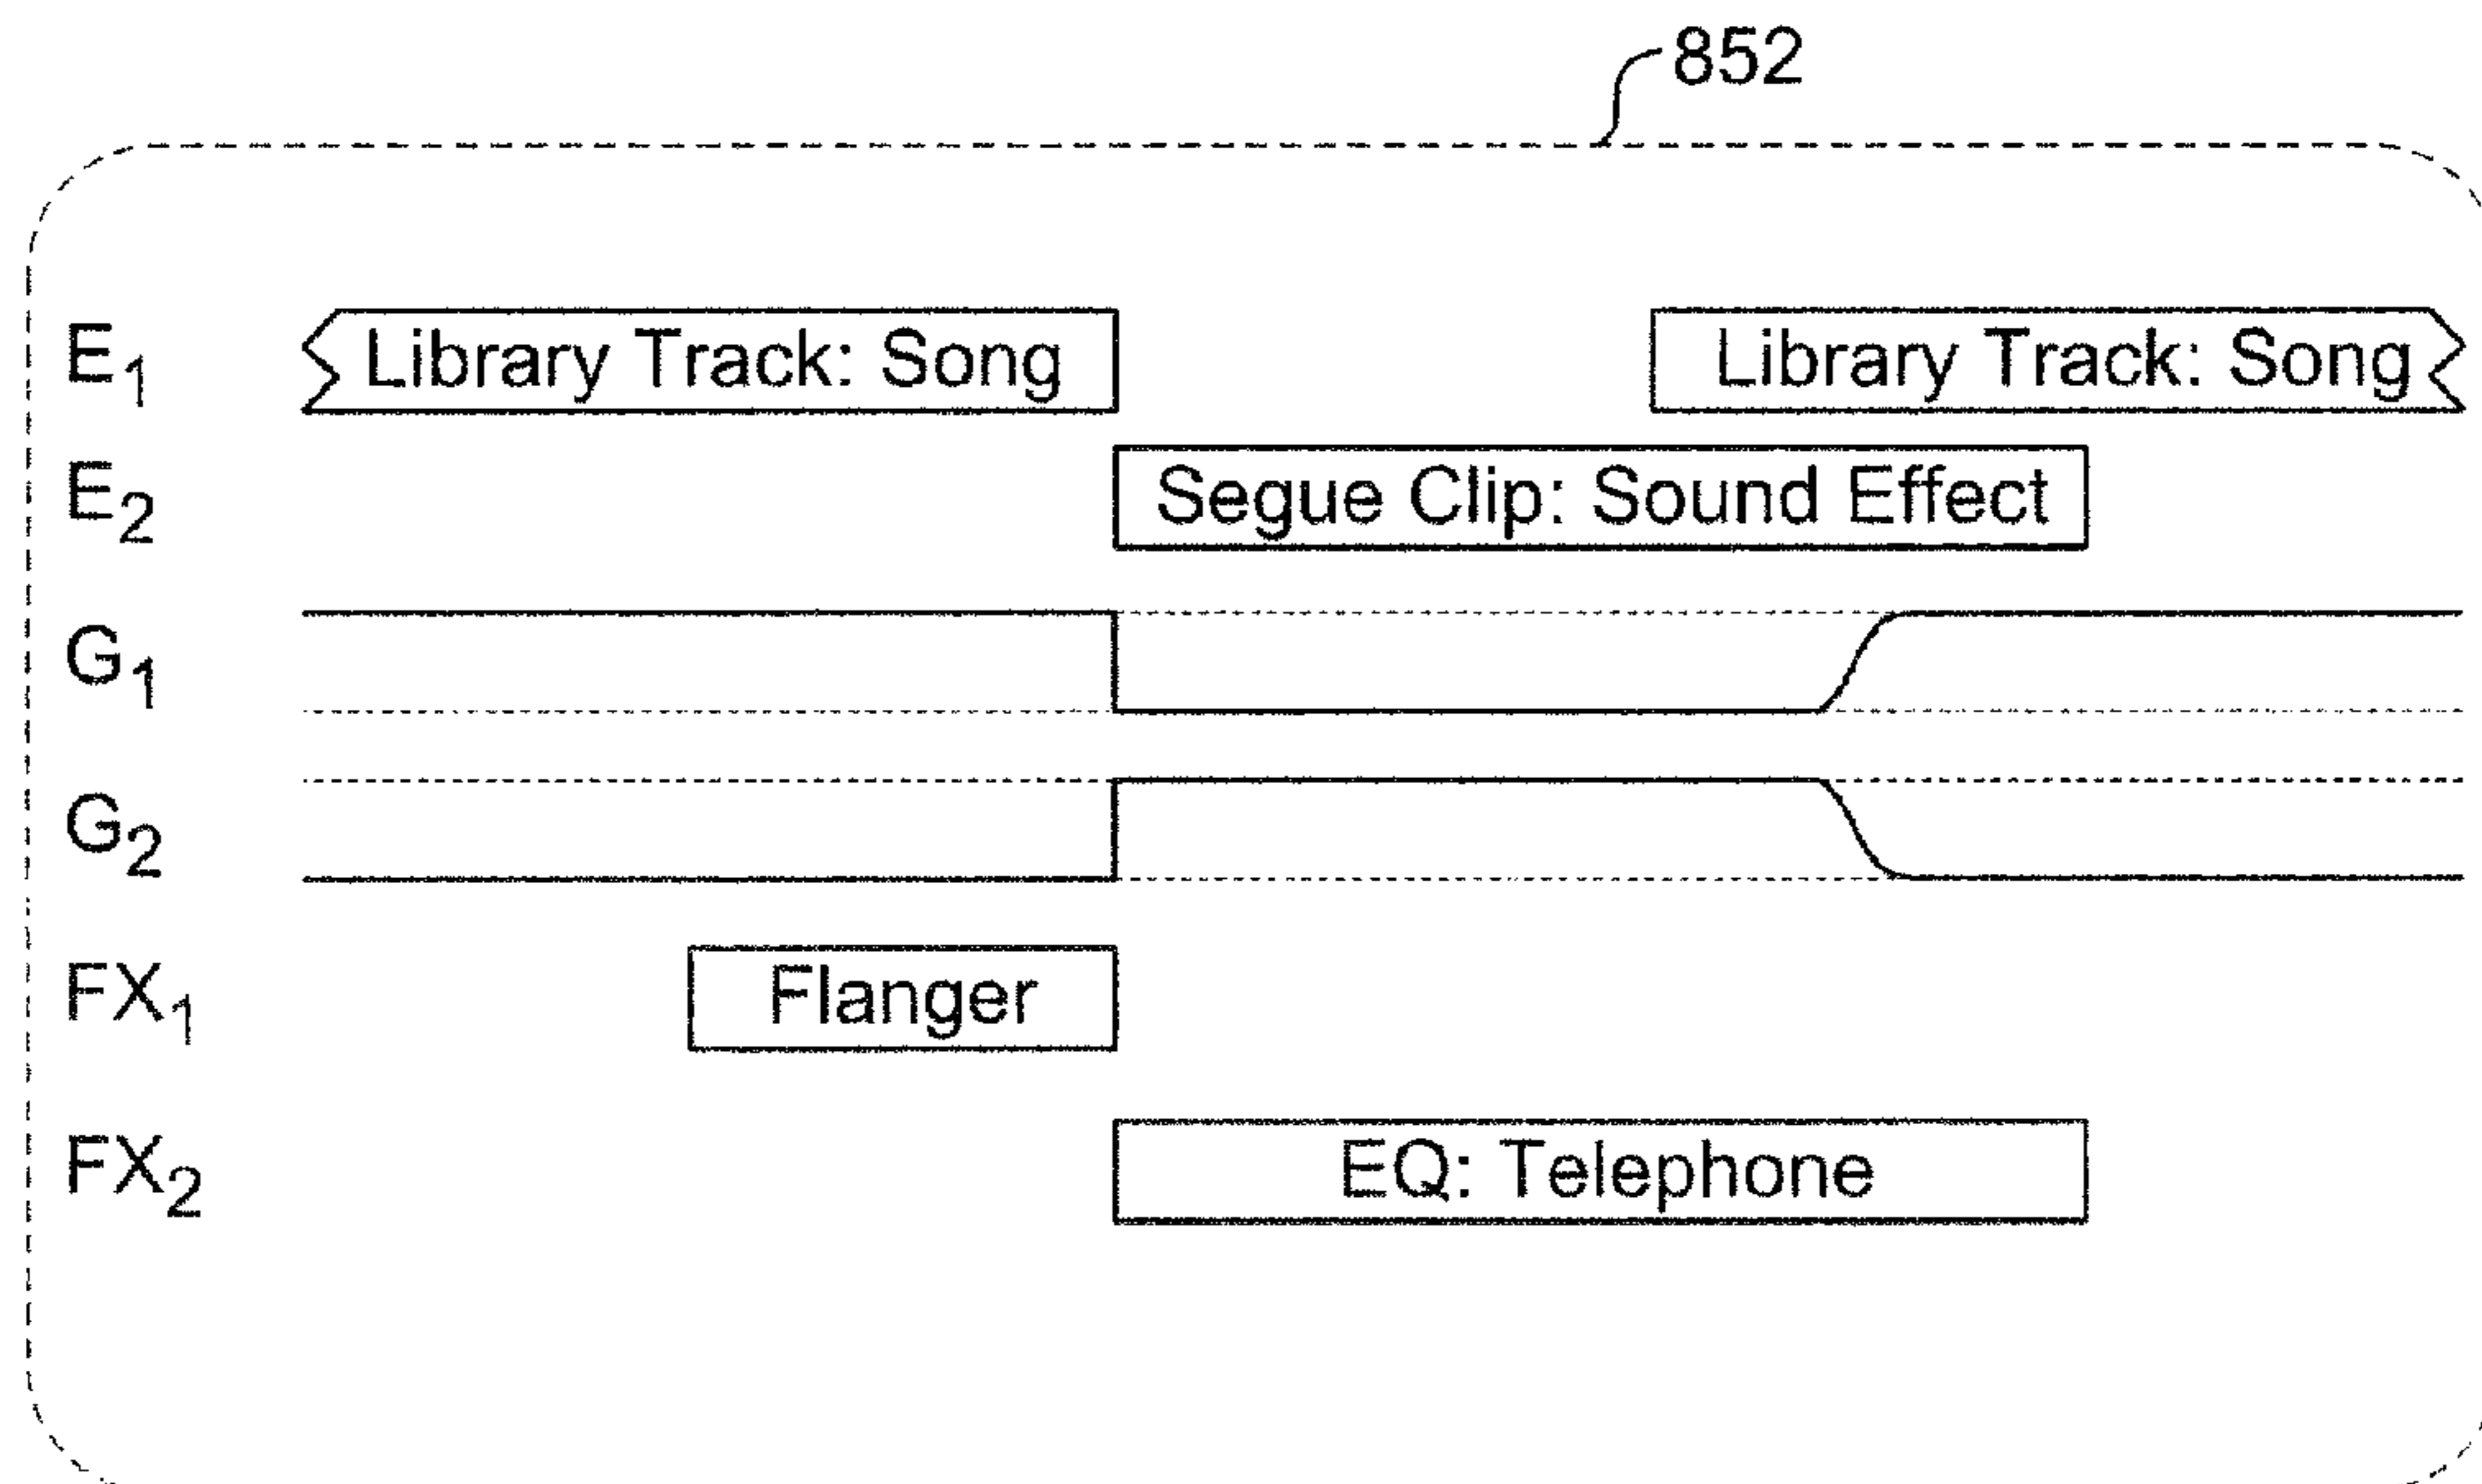 852
E1 Library Track: Song Library Track: Song
E2 Segue Clip: Sound Effect
G1
G2
FX1 Flanger
FX2 EQ: Telephone